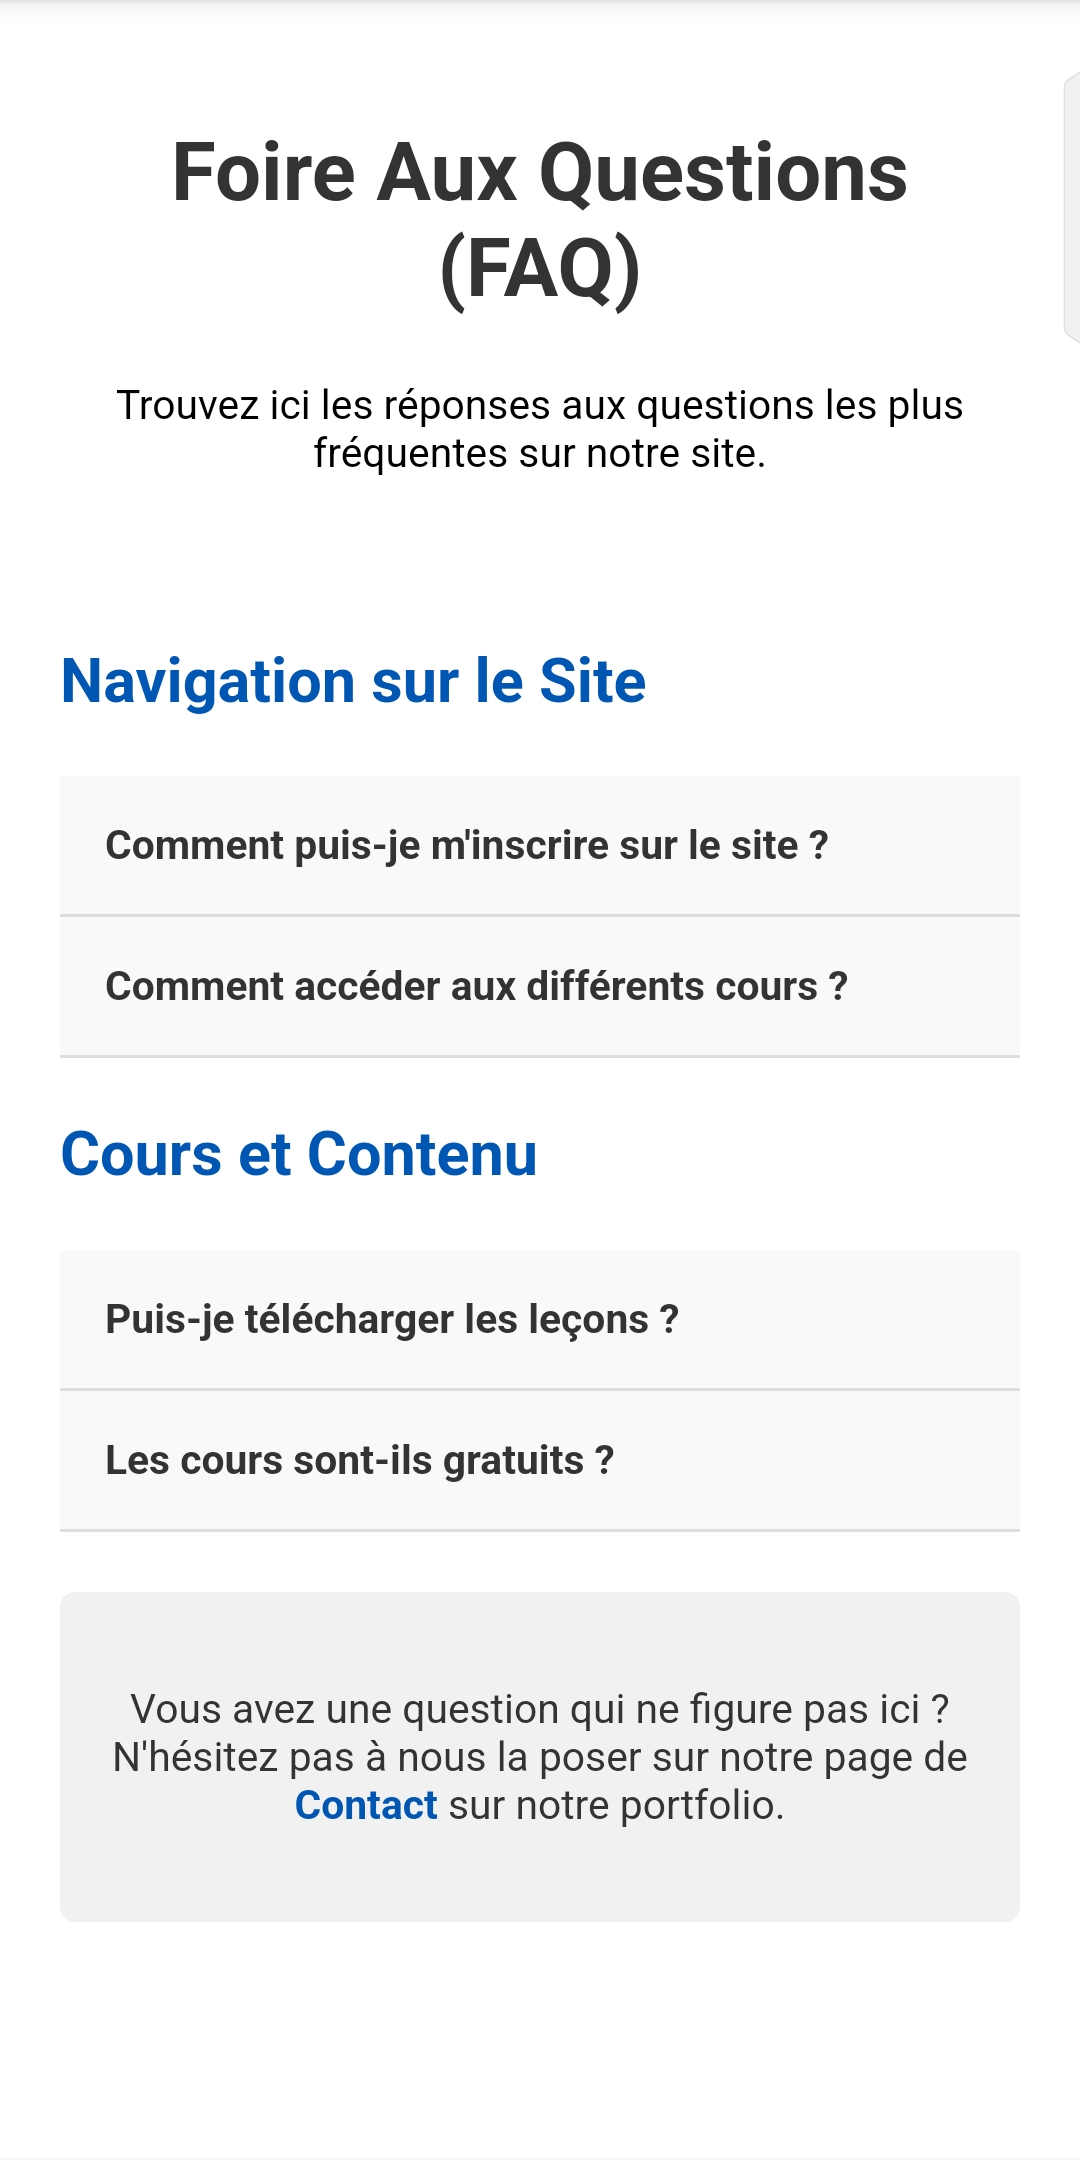 Foire Aux Questions
(FAQ)
Trouvez ici les réponses aux questions les plus
fréquentes sur notre site.
Navigation sur le Site
Comment puis-je m'inscrire sur le site ?
Comment accéder aux différents cours ?
Cours et Contenu
Puis-je télécharger les leçons ?
Les cours sont-ils gratuits ?
Vous avez une question qui ne figure pas ici ?
N'hésitez pas à nous la poser sur notre page de
Contact sur notre portfolio.